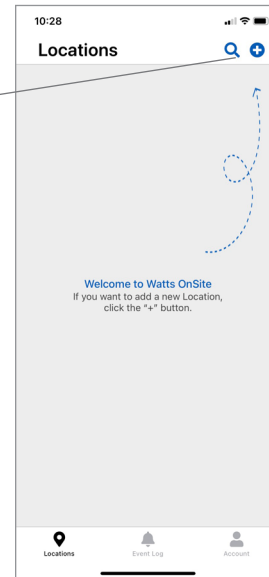 10:28
Locations
Welcome to Watts OnSite
If you want to add a new Location,
click the "+" button.
Locations
Event Log
Account